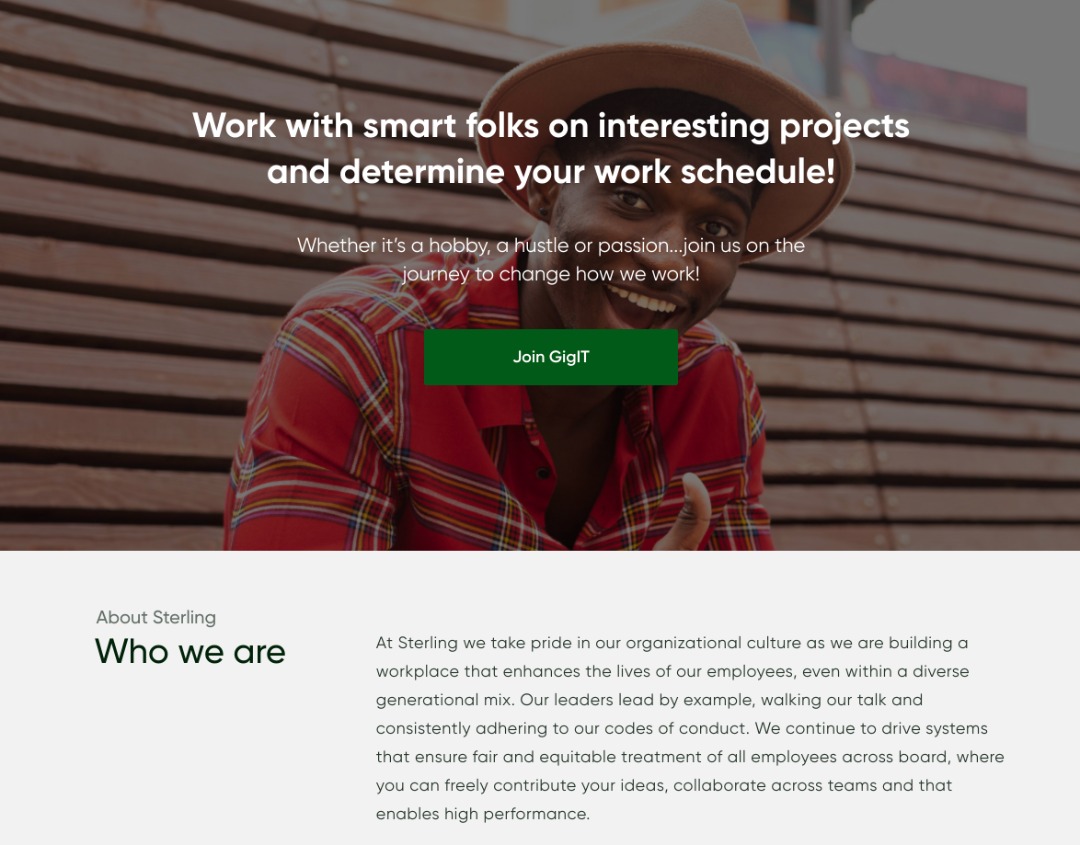 Work with smart folks on interesting projects
and determine your work schedule!
Whether it's a hobby, a hustle or passion...join us on the
journey to change how we work!
Join GigIT
About Sterling
Who we are
At Sterling we take pride in our organizational culture as we are building a
workplace that enhances the lives of our employees, even within a diverse
generational mix. Our leaders lead by example, walking our talk and
consistently adhering to our codes of conduct. We continue to drive systems
that ensure fair and equitable treatment of all employees across board, where
you can freely contribute your ideas, collaborate across teams and that
enables high performance.